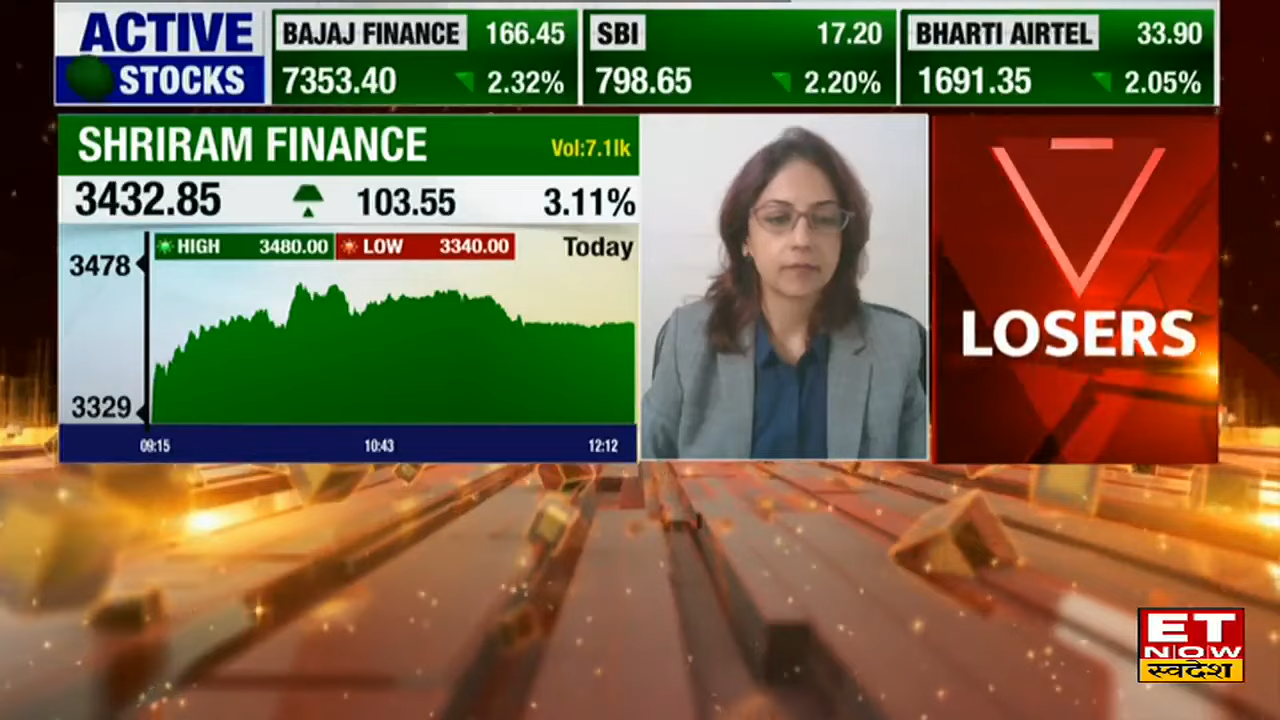 ACTIVE
STOCKS
BAJAJ FINANCE 166.45
7353.40 2.32%
SBI 17.20
798.65 2.20%
BHARTI AIRTEL 33.90
1691.35 2.05%
SHRIRAM FINANCE Vol:7.1lk
3432.85 103.55 3.11%
HIGH 3480.00 LOW 3340.00 Today
3478
3329
09:15 10:43 12:12
LOSERS
ET
NOW
स्वदेश